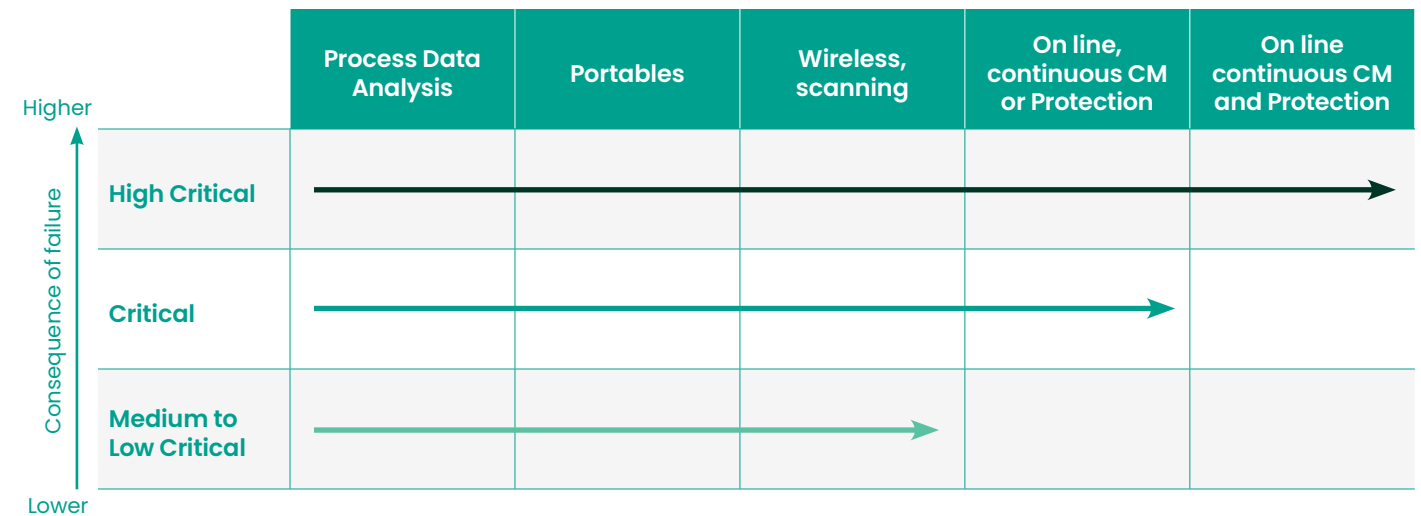 Process Data
Analysis
Portables
Wireless,
scanning
On line,
continuous CM
or Protection
On line
continuous CM
and Protection
Higher
Consequence of failure
Lower
High Critical
Critical
Medium to
Low Critical